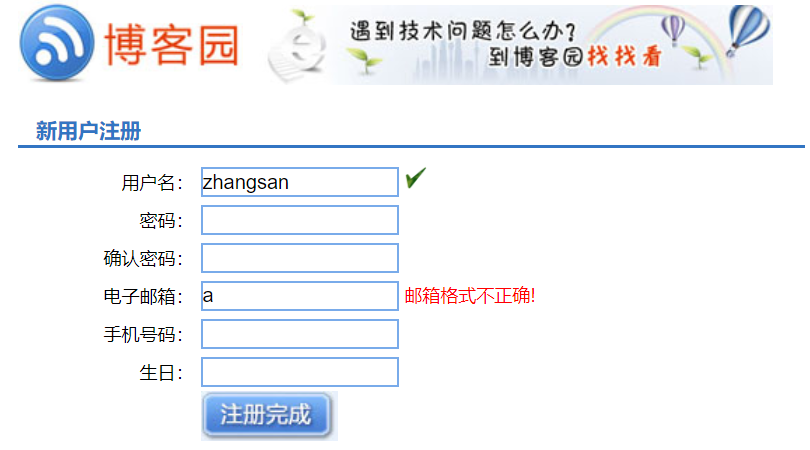 博客园
遇到技术问题怎么办?
到博客园找找看
新用户注册
用户名： zhangsan
密码：
确认密码：
电子邮箱： a 邮箱格式不正确!
手机号码：
生日：
注册完成